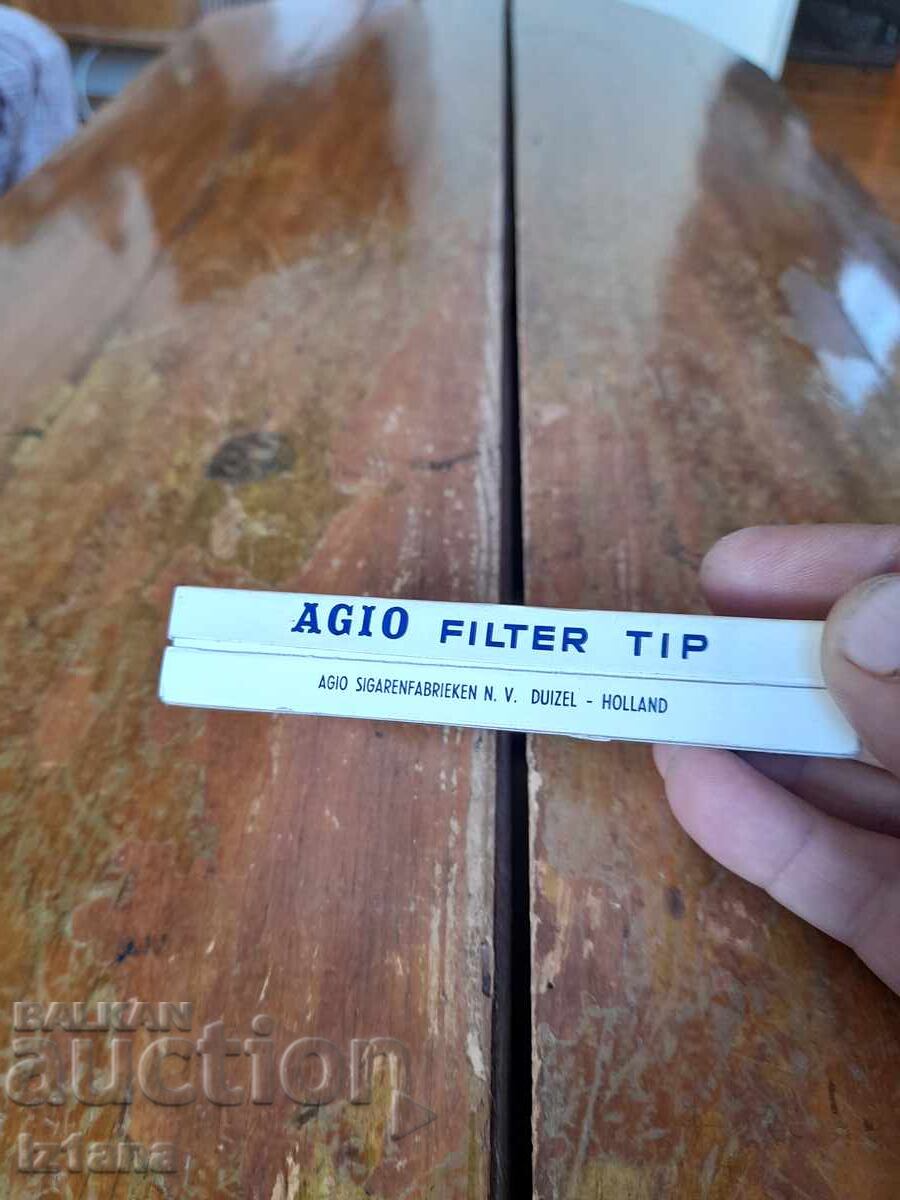 AGIO FILTER TIP
AGIO SIGARENFABRIEKEN N. V. DUIZEL - HOLLAND
BALKAN
auction
iz1ana